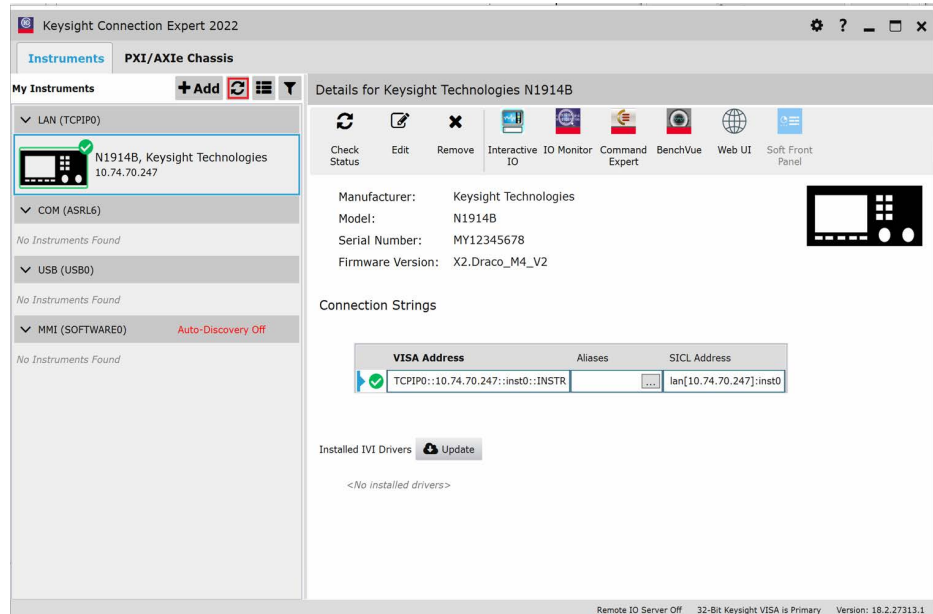 Keysight Connection Expert 2022
Instruments PXI/AXIe Chassis
My Instruments
Add
LAN (TCPIP0)
N1914B, Keysight Technologies
10.74.70.247
COM (ASRL6)
No Instruments Found
USB (USB0)
No Instruments Found
MMI (SOFTWARE0) Auto-Discovery Off
No Instruments Found
Details for Keysight Technologies N1914B
Check Status
Edit
Remove
Interactive IO
IO Monitor
Command Expert
BenchVue
Web UI
Soft Front Panel
Manufacturer: Keysight Technologies
Model: N1914B
Serial Number: MY12345678
Firmware Version: X2.Draco_M4_V2
Connection Strings
VISA Address Aliases SICL Address
TCPIP0::10.74.70.247::inst0::INSTR ... lan[10.74.70.247]:inst0
Installed IVI Drivers Update
<No installed drivers>
Remote IO Server Off 32-Bit Keysight VISA is Primary Version: 18.2.27313.1